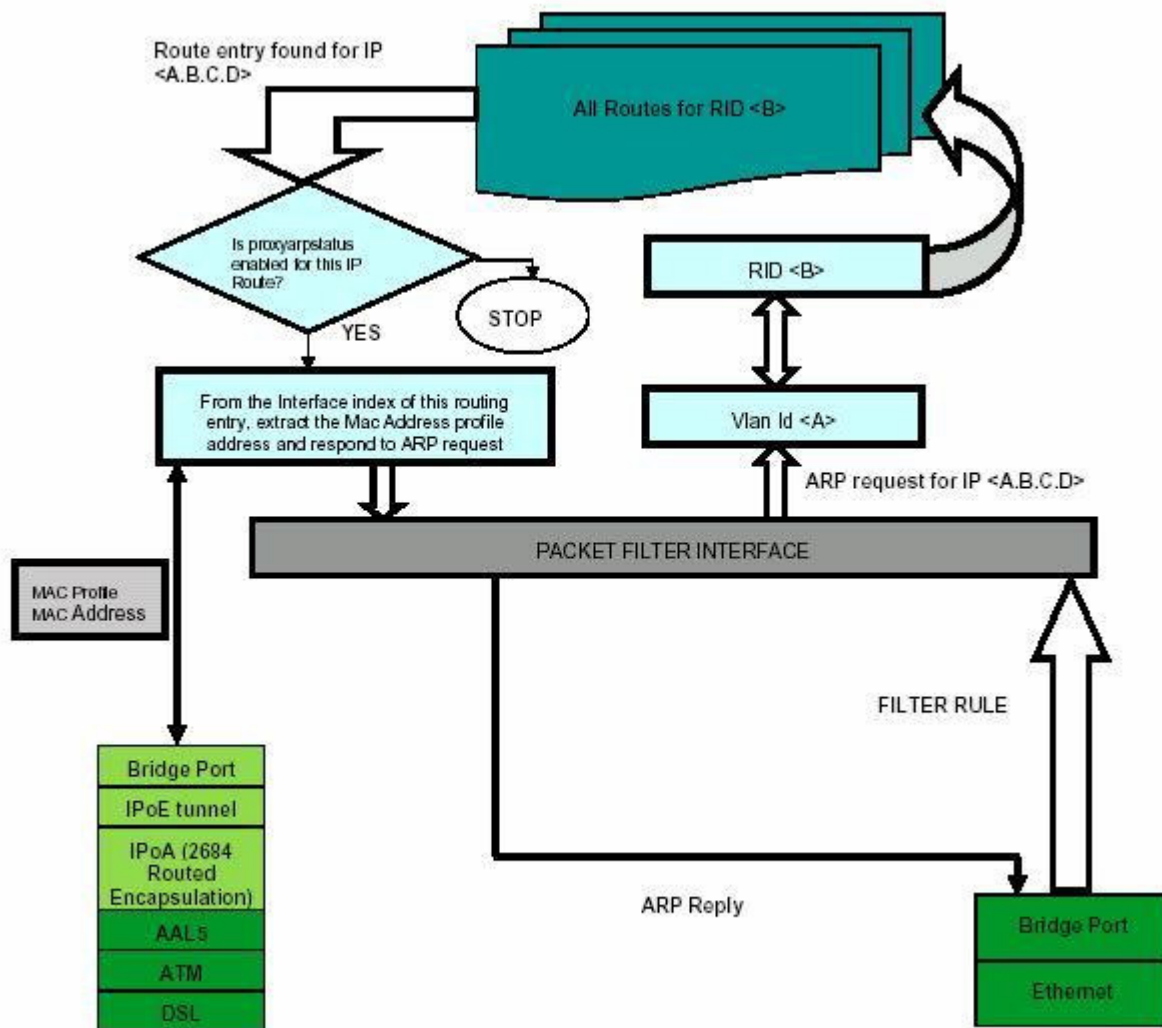 Route entry found for IP
<A.B.C.D>
All Routes for RID <B>
Is proxyarpstatus
enabled for this IP
Route?
STOP
YES
RID <B>
From the Interface index of this routing
entry, extract the Mac Address profile
address and respond to ARP request
Vlan Id <A>
ARP request for IP <A.B.C.D>
PACKET FILTER INTERFACE
MAC Profile
MAC Address
FILTER RULE
Bridge Port
IPoE tunnel
IPoA (2684
Routed
Encapsulation)
AAL5
ATM
DSL
ARP Reply
Bridge Port
Ethernet